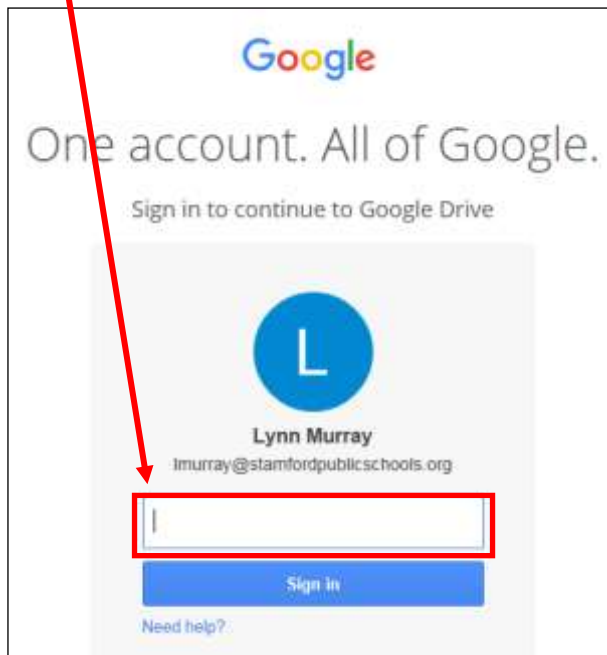 Google
One account. All of Google.
Sign in to continue to Google Drive
L
Lynn Murray
lmurray@stamfordpublicschools.org
Sign in
Need help?